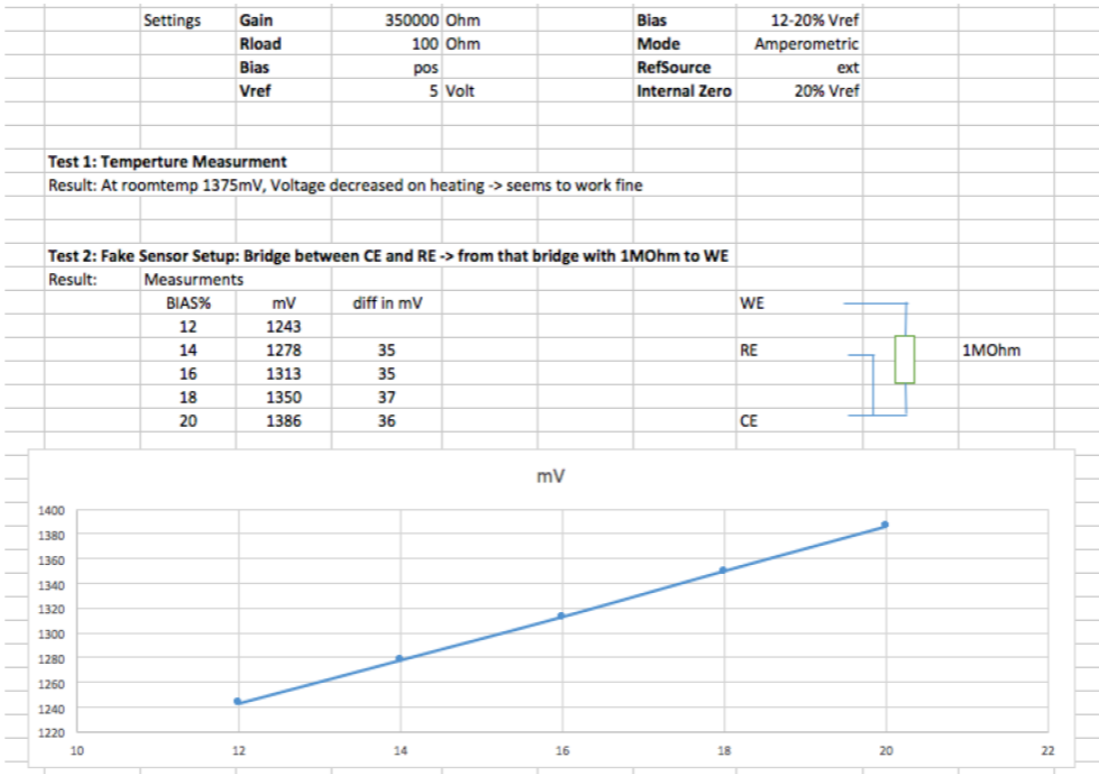 Settings Gain 350000 Ohm Bias 12-20% Vref
Rload 100 Ohm Mode Amperometric
Bias pos RefSource ext
Vref 5 Volt Internal Zero 20% Vref
Test 1: Temperture Measurment
Result: At roomtemp 1375mV, Voltage decreased on heating -> seems to work fine
Test 2: Fake Sensor Setup: Bridge between CE and RE -> from that bridge with 1MOhm to WE
Result: Measurments
BIAS% mV diff in mV WE
12 1243
14 1278 35 RE 1MOhm
16 1313 35
18 1350 37
20 1386 36 CE
mV
1400
1380
1360
1340
1320
1300
1280
1260
1240
1220
10 12 14 16 18 20 22